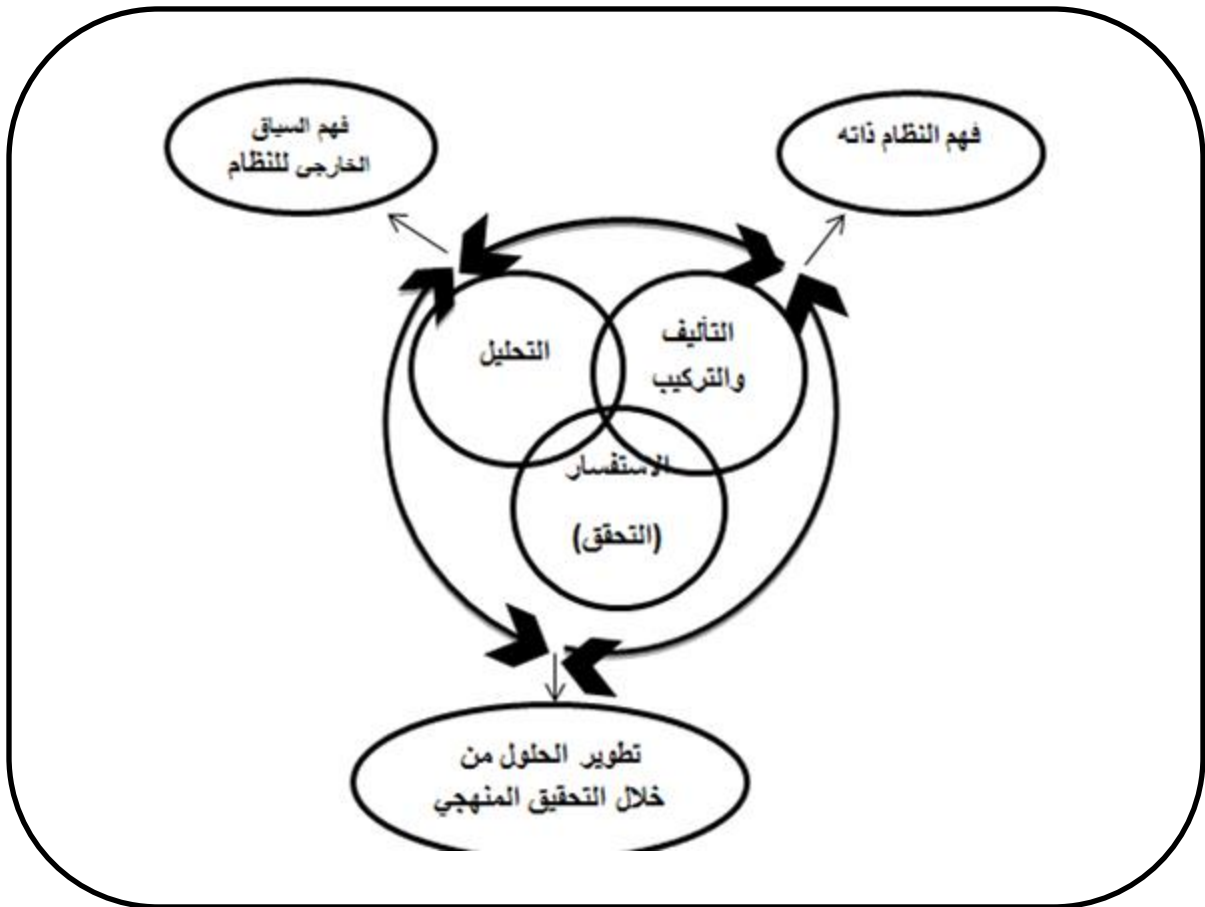 فهم النظام ذاته
فهم السياق
الخارجى للنظام
التأليف
والتركيب
التحليل
الاستفسار
(التحقق)
تطوير الحلول من
خلال التحقيق المنهجي